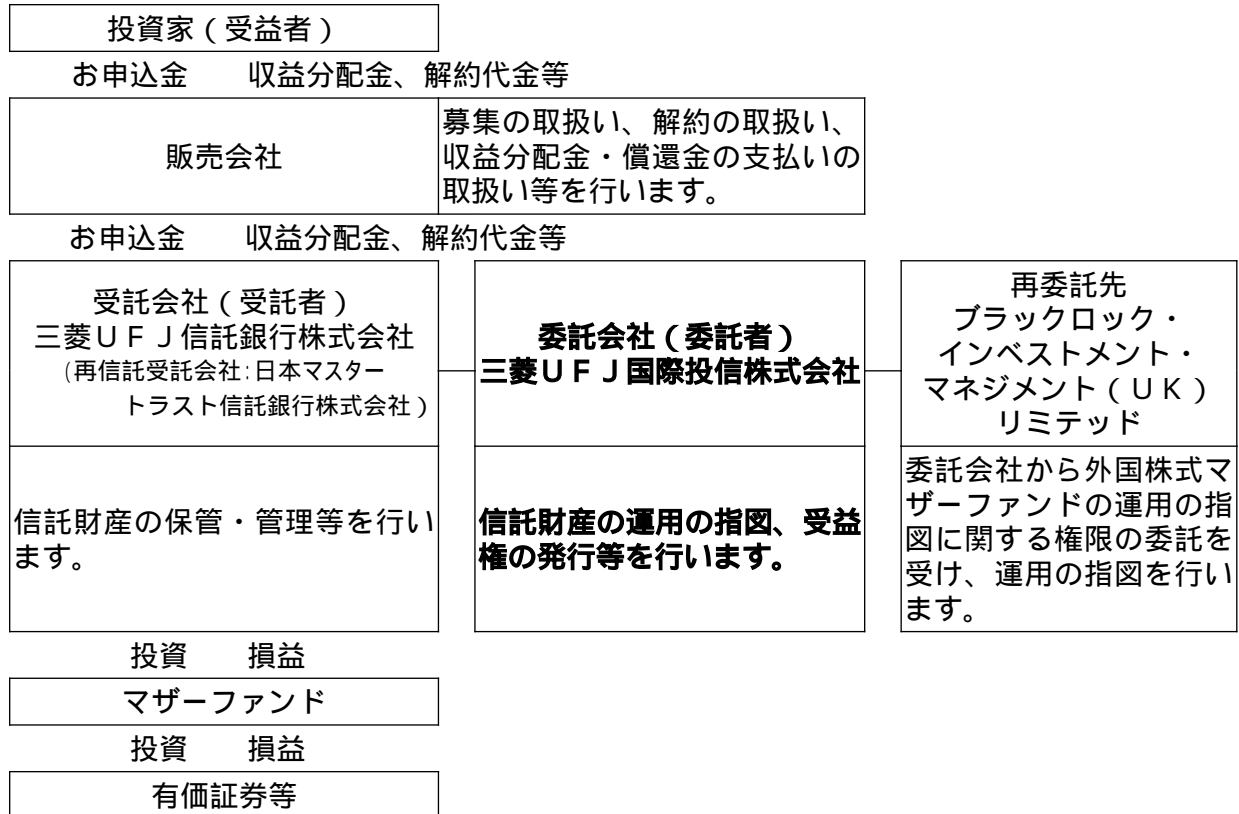 投資家(受益者)
お申込金　　収益分配金、解約代金等
販売会社
募集の取扱い、解約の取扱い、
収益分配金・償還金の支払いの
取扱い等を行います。
お申込金　　収益分配金、解約代金等
受託会社(受託者)
三菱UFJ信託銀行株式会社
(再信託受託会社:日本マスター
トラスト信託銀行株式会社)
委託会社(委託者)
三菱UFJ国際投信株式会社
再委託先
ブラックロック・
インベストメント・
マネジメント(UK)
リミテッド
信託財産の保管・管理等を行い
ます。
信託財産の運用の指図、受益
権の発行等を行います。
委託会社から外国株式マ
ザーファンドの運用の指
図に関する権限の委託を
受け、運用の指図を行い
ます。
投資　　損益
マザーファンド
投資　　損益
有価証券等